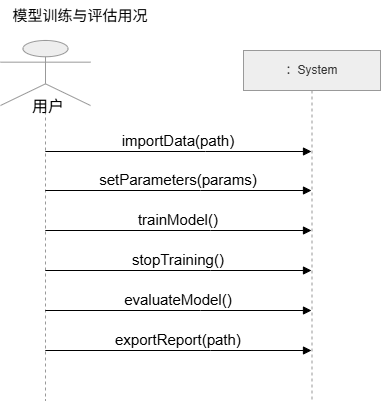 模型训练与评估用况
用户
: System
importData(path)
setParameters(params)
trainModel()
stopTraining()
evaluateModel()
exportReport(path)